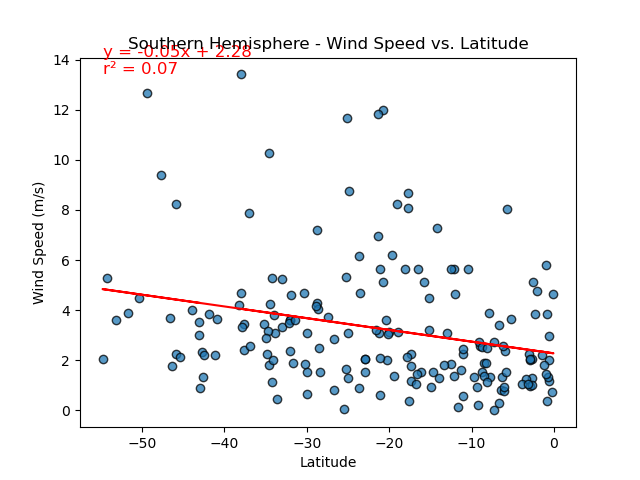 Southern Hemisphere - Wind Speed vs. Latitude
y = -0.05x + 2.28
r² = 0.07
14
12
10
8
6
4
2
0
Wind Speed (m/s)
−50
−40
−30
−20
−10
0
Latitude